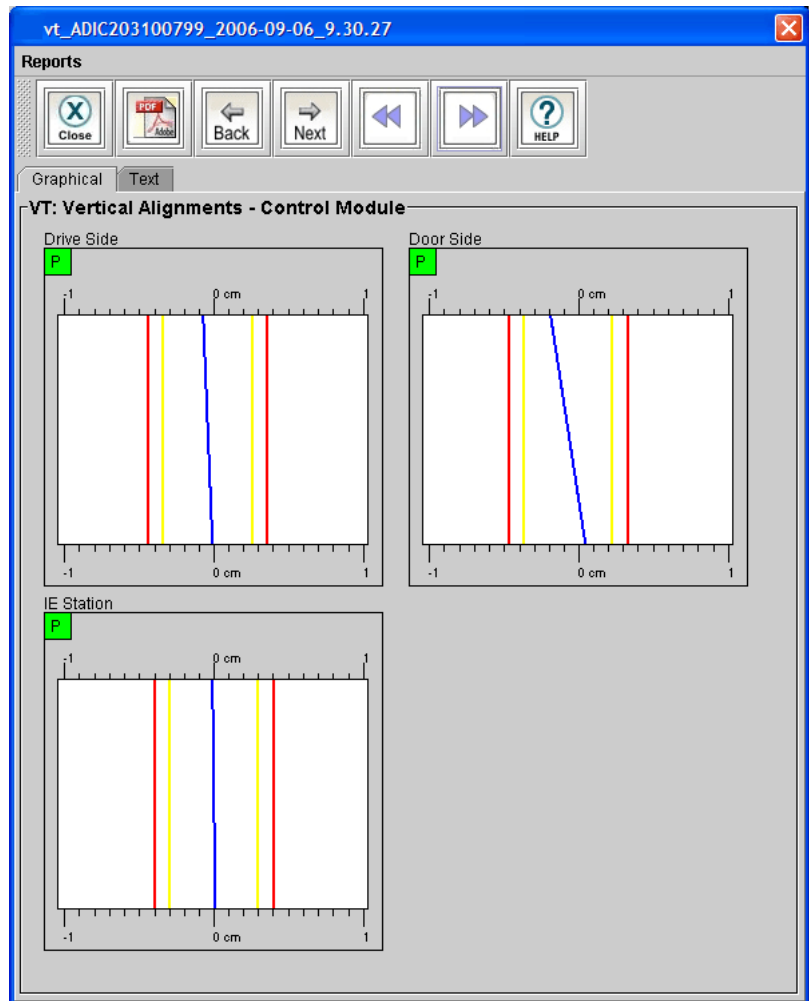 vt_ADIC203100799_2006-09-06_9.30.27
Reports
X Close PDF Adobe Back Next ? HELP
Graphical Text
VT: Vertical Alignments - Control Module
Drive Side Door Side
P P
-1 0 cm 1 -1 0 cm 1
-1 0 cm 1 -1 0 cm 1
IE Station
P
-1 0 cm 1
-1 0 cm 1